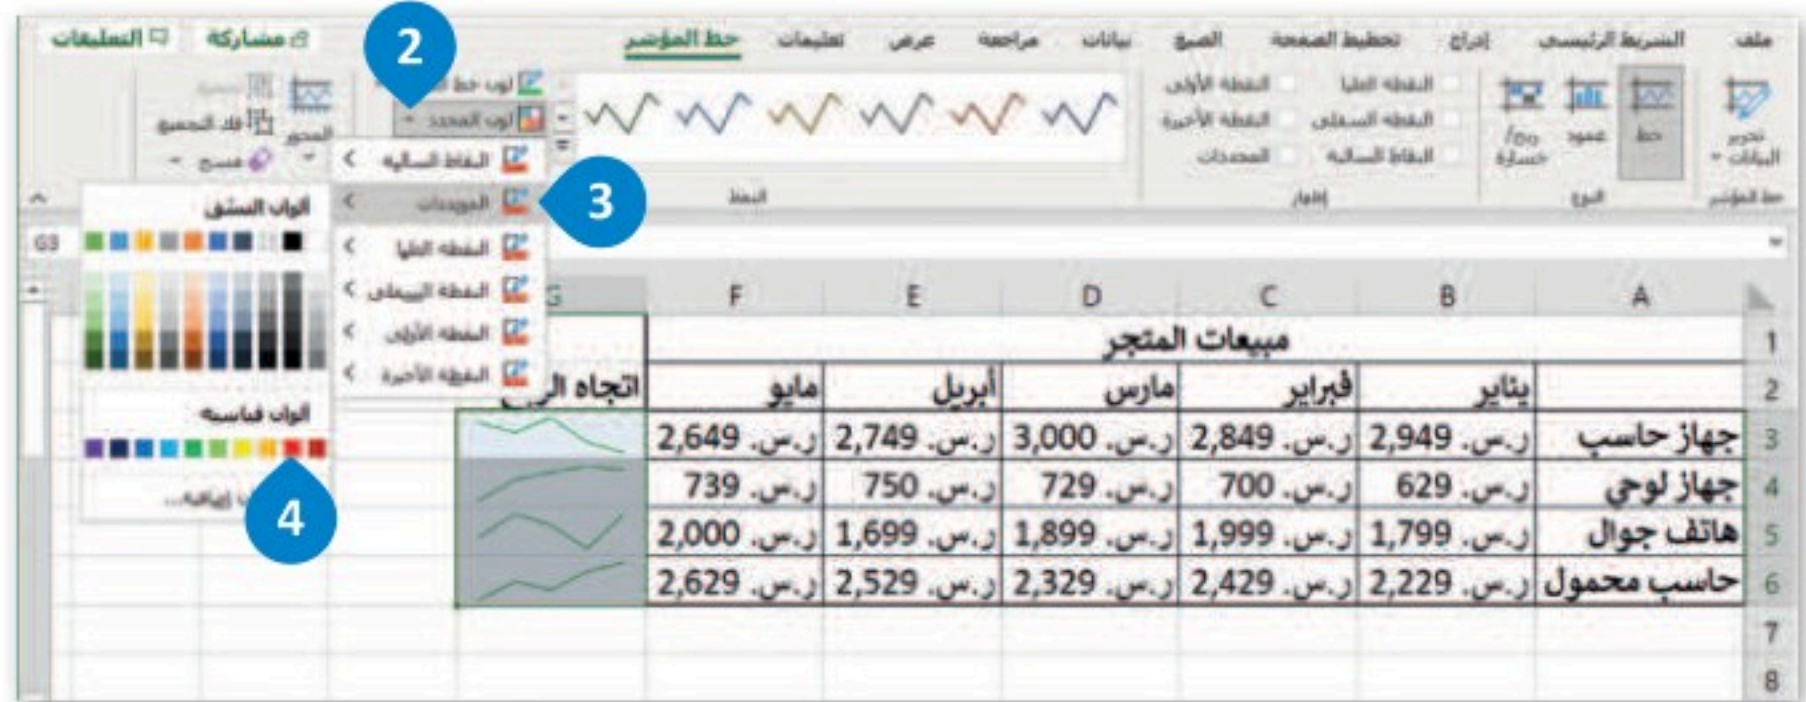 ملف الشريط الرئيسي إدراج تخطيط الصفحة الصيغ بيانات مراجعة عرض تعليمات خط المؤشر مشاركة التعليقات
2
تحرير البيانات
خط
عمود
ربح/خسارة
النقطة العليا النقطة الأولى
النقطة السفلى النقطة الأخيرة
النقاط السالبة المحددات
لون خط
لون المحدد
المحور
فك التجميع
مسح
خط المؤشر النوع إظهار النمط
النقاط السالبة
3
النقطة العليا
النقطة الأولى
النقطة الأخيرة
ألوان النسق
ألوان قياسية
إضافية...
4
G3
A B C D E F G
1 مبيعات المتجر
2 يناير فبراير مارس أبريل مايو اتجاه
3 جهاز حاسب ر.س. 2,949 ر.س. 2,849 ر.س. 3,000 ر.س. 2,749 ر.س. 2,649
4 جهاز لوحي ر.س. 629 ر.س. 700 ر.س. 729 ر.س. 750 ر.س. 739
5 هاتف جوال ر.س. 1,799 ر.س. 1,999 ر.س. 1,899 ر.س. 1,699 ر.س. 2,000
6 حاسب محمول ر.س. 2,229 ر.س. 2,429 ر.س. 2,329 ر.س. 2,529 ر.س. 2,629
7
8